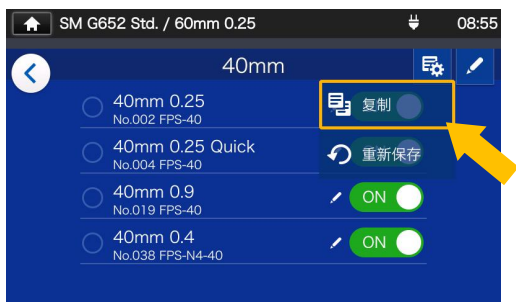 SM G652 Std. / 60mm 0.25 08:55
40mm
40mm 0.25
No.002 FPS-40
复制
40mm 0.25 Quick
No.004 FPS-40
重新保存
40mm 0.9
No.019 FPS-40
ON
40mm 0.4
No.038 FPS-N4-40
ON